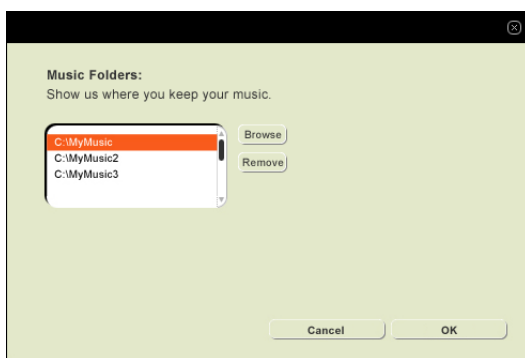 Music Folders:
Show us where you keep your music.
C:\MyMusic
C:\MyMusic2
C:\MyMusic3
Browse
Remove
Cancel
OK